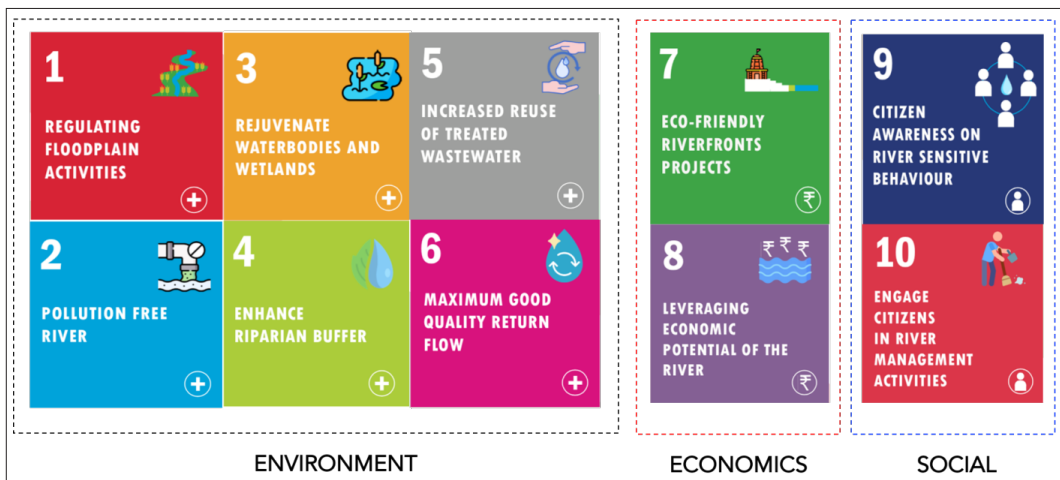 1
REGULATING
FLOODPLAIN
ACTIVITIES
2
POLLUTION FREE
RIVER
3
REJUVENATE
WATERBODIES AND
WETLANDS
4
ENHANCE
RIPARIAN BUFFER
5
INCREASED REUSE
OF TREATED
WASTEWATER
6
MAXIMUM GOOD
QUALITY RETURN
FLOW
ENVIRONMENT
7
ECO-FRIENDLY
RIVERFRONTS
PROJECTS
₹
8
₹ ₹ ₹
LEVERAGING
ECONOMIC
POTENTIAL OF THE
RIVER
₹
ECONOMICS
9
CITIZEN
AWARENESS ON
RIVER SENSITIVE
BEHAVIOUR
10
ENGAGE
CITIZENS
IN RIVER
MANAGEMENT
ACTIVITIES
SOCIAL